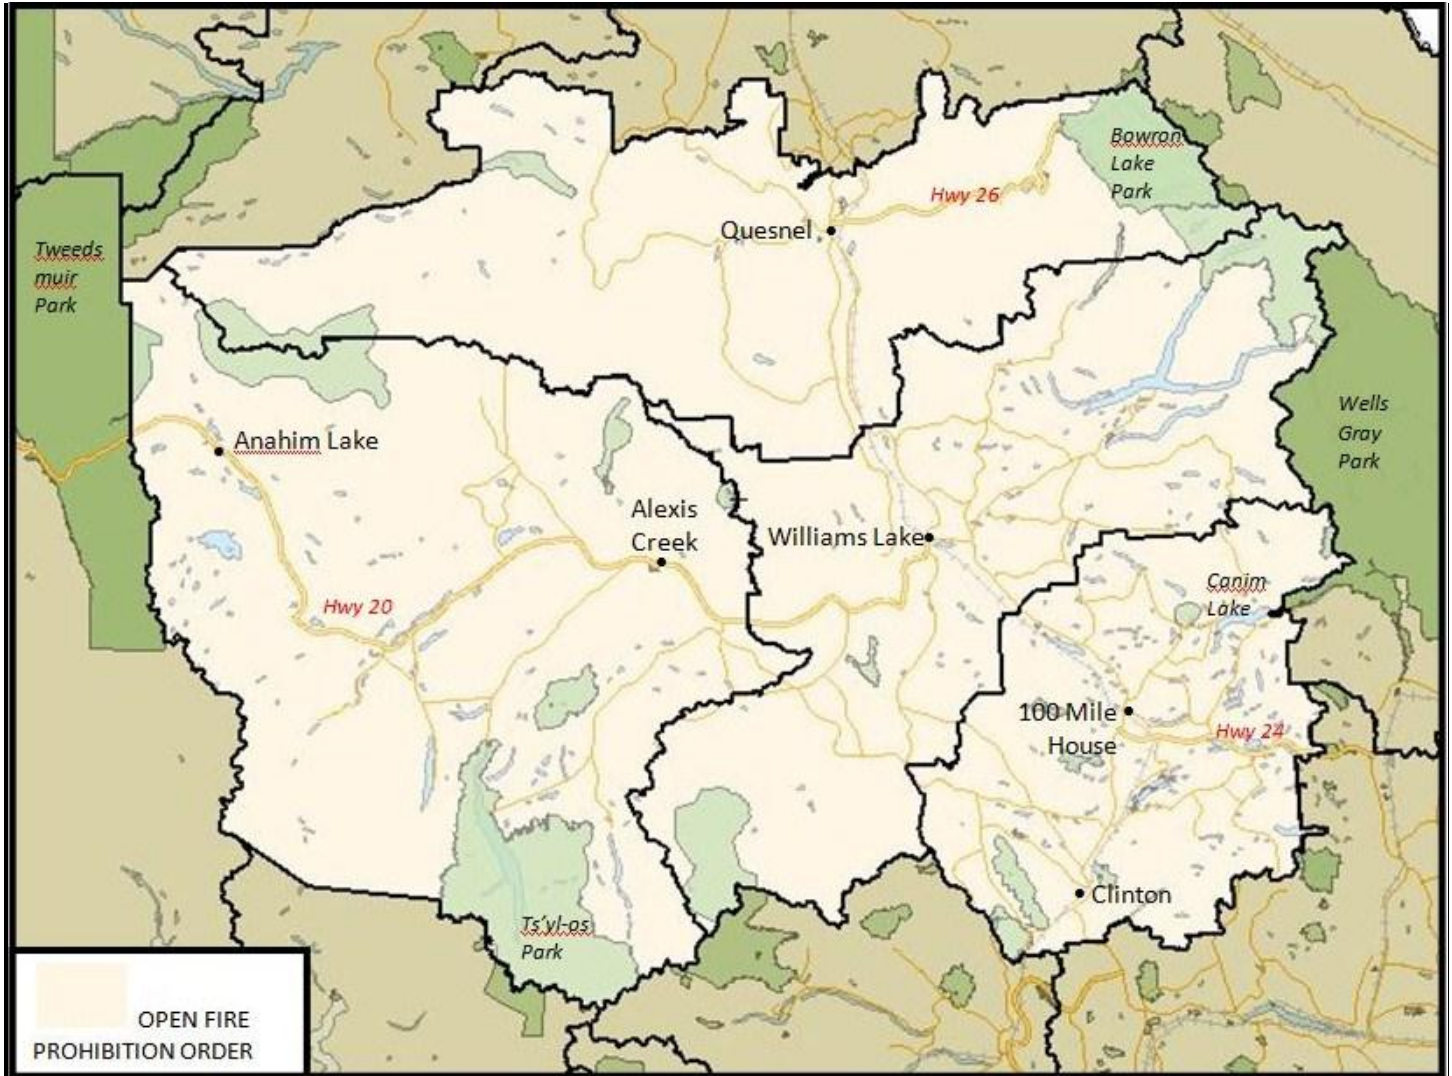 Bowron
Lake
Park
Hwy 26
Quesnel
Tweeds
muir
Park
Wells
Gray
Park
Anahim Lake
Alexis
Creek
Williams Lake
Canim
Lake
Hwy 20
100 Mile
House
Hwy 24
Clinton
Ts'yl-os
Park
OPEN FIRE
PROHIBITION ORDER